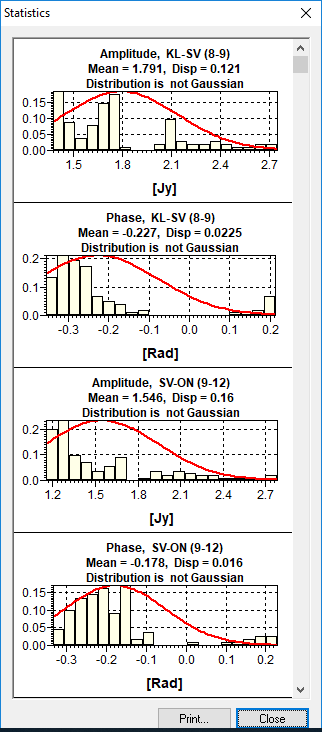 Statistics
Amplitude, KL-SV (8-9)
Mean = 1.791, Disp = 0.121
Distribution is not Gaussian
0.15
0.10
0.05
0.00
1.5 1.8 2.1 2.4 2.7
[Jy]
Phase, KL-SV (8-9)
Mean = -0.227, Disp = 0.0225
Distribution is not Gaussian
0.2
0.1
0.0
-0.3 -0.2 -0.1 0.0 0.1 0.2
[Rad]
Amplitude, SV-ON (9-12)
Mean = 1.546, Disp = 0.16
Distribution is not Gaussian
0.2
0.1
0.0
1.2 1.5 1.8 2.1 2.4 2.7
[Jy]
Phase, SV-ON (9-12)
Mean = -0.178, Disp = 0.016
Distribution is not Gaussian
0.15
0.10
0.05
0.00
-0.3 -0.2 -0.1 0.0 0.1 0.2
[Rad]
Print... Close